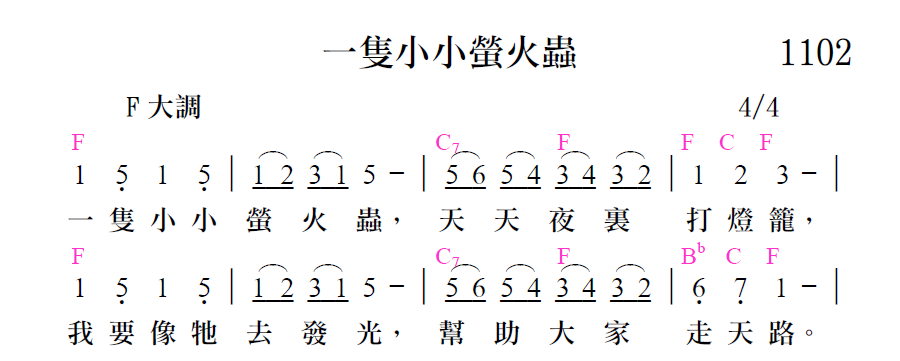 一隻小小螢火蟲 1102
F 大調 4/4
F C7 F F C F
1 5̣ 1 5̣ | 1 2 3 1 5 – | 5 6 5 4 3 4 3 2 | 1 2 3 – |
一隻小小螢火蟲，天天夜裏打燈籠，
F C7 F Bb C F
1 5̣ 1 5̣ | 1 2 3 1 5 – | 5 6 5 4 3 4 3 2 | 6̣ 7̣ 1 – |
我要像牠去發光，幫助大家走天路。